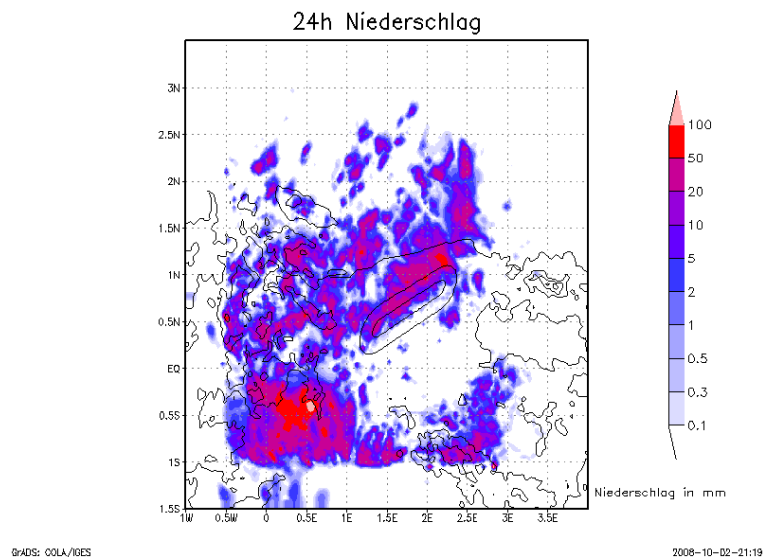 24h Niederschlag
3N
2.5N
2N
1.5N
1N
0.5N
EQ
0.5S
1S
1.5S
1W 0.5W 0 0.5E 1E 1.5E 2E 2.5E 3E 3.5E
100
50
20
10
5
2
1
0.5
0.3
0.1
Niederschlag in mm
GrADS: COLA/IGES 2008-10-02-21:19